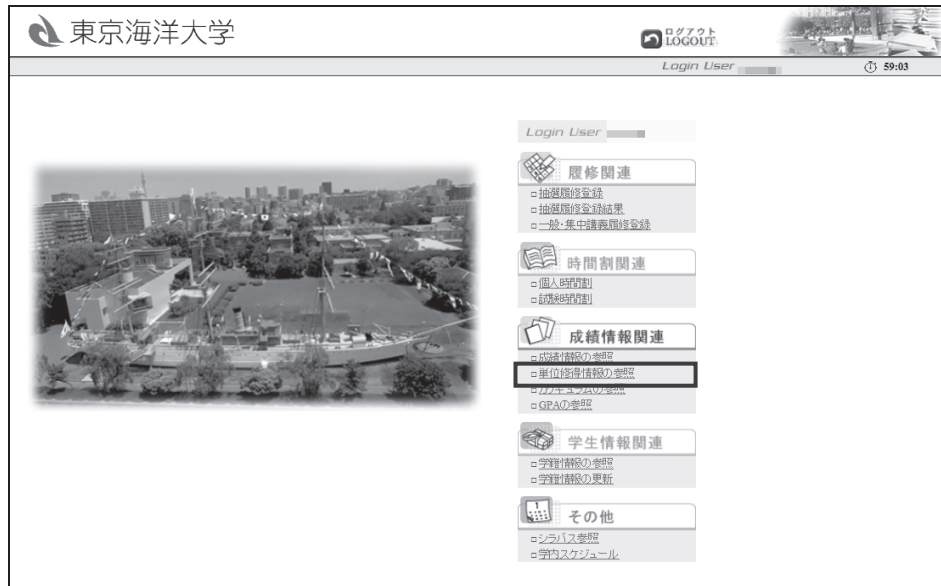 東京海洋大学
ログアウト
LOGOUT
Login User
59:03
Login User
履修関連
抽選履修登録
抽選履修登録結果
一般・集中講義履修登録
時間割関連
個人時間割
試験時間割
成績情報関連
成績情報の参照
単位修得情報の参照
カリキュラムの参照
GPAの参照
学生情報関連
学籍情報の参照
学籍情報の更新
その他
シラバス参照
学内スケジュール